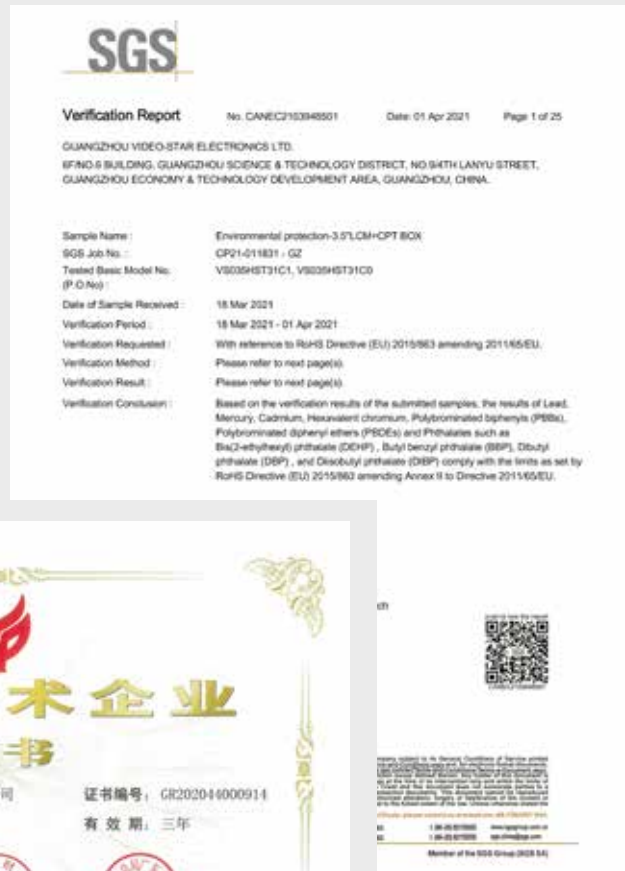 SGS
Verification Report No. CANEC2103948501 Date: 01 Apr 2021 Page 1 of 25
GUANGZHOU VIDEO-STAR ELECTRONICS LTD.
GUANGZHOU SCIENCE & TECHNOLOGY DISTRICT, LANYU STREET,
GUANGZHOU ECONOMY & TECHNOLOGY DEVELOPMENT AREA, GUANGZHOU, CHINA.
Sample Name : Environmental protection-3.5"LCM+CPT BOX
SGS Job No. : CP21-011831 - GZ
Tested Basic Model No. VS035HST31C1, VS035HST31C0
(P.O.No) :
Date of Sample Received : 18 Mar 2021
Verification Period : 18 Mar 2021 - 01 Apr 2021
Verification Requested : With reference to RoHS Directive (EU) 2015/863 amending 2011/65/EU.
Verification Method : Please refer to next page(s).
Verification Result : Please refer to next page(s).
Verification Conclusion : Based on the verification results of the submitted samples, the results of Lead,
Mercury, Cadmium, Hexavalent chromium, Polybrominated biphenyls (PBBs),
Polybrominated diphenyl ethers (PBDEs) and Phthalates such as
Bis(2-ethylhexyl) phthalate (DEHP) , Butyl benzyl phthalate (BBP), Dibutyl
phthalate (DBP) , and Diisobutyl phthalate (DIBP) comply with the limits as set by
RoHS Directive (EU) 2015/863 amending Annex II to Directive 2011/65/EU.
术企业
书
司 证书编号: GR202044000914
有效期: 三年
ch
Member of the SGS Group (SGS SA)